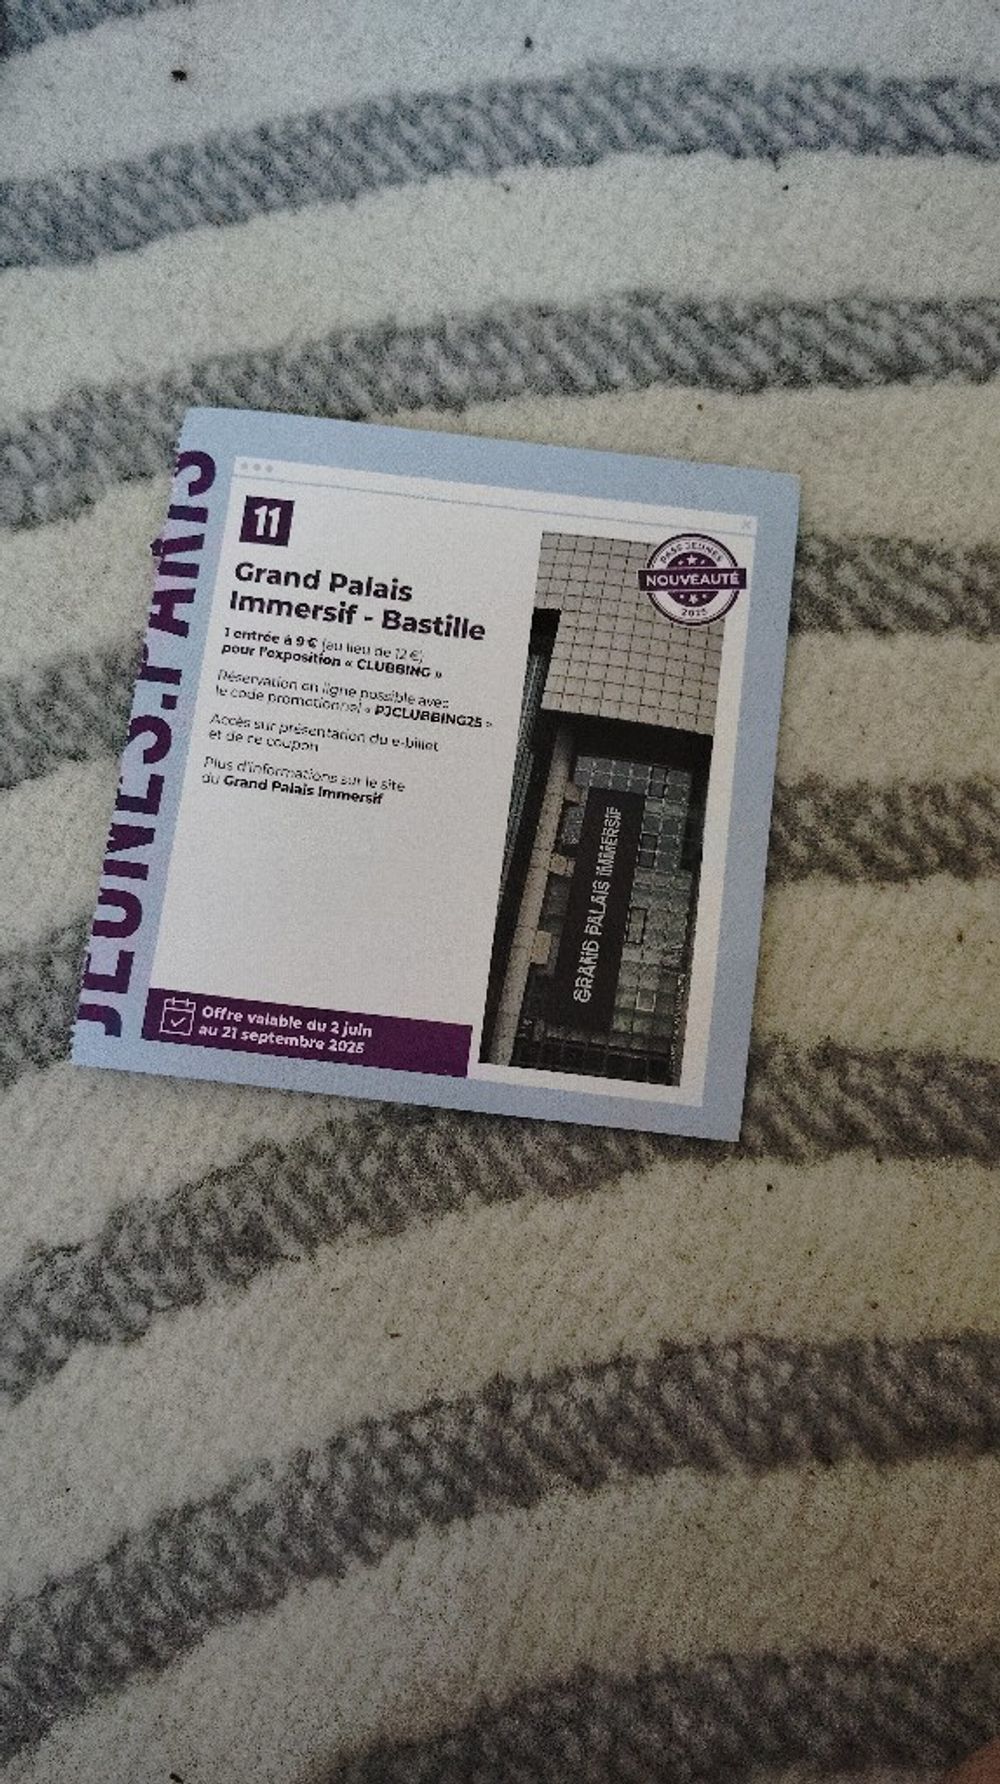 JEUNES.PARIS
11
Grand Palais
Immersif - Bastille
1 entrée à 9 € (au lieu de 12 €)
pour l'exposition « CLUBBING »
Réservation en ligne possible avec
le code promotionnel « PJCLUBBING25 »
Accès sur présentation du e-billet
et de ce coupon
Plus d'informations sur le site
du Grand Palais Immersif
Offre valable du 2 juin
au 21 septembre 2025
PASS JEUNES
NOUVEAUTÉ
2025
GRAND PALAIS IMMERSIF